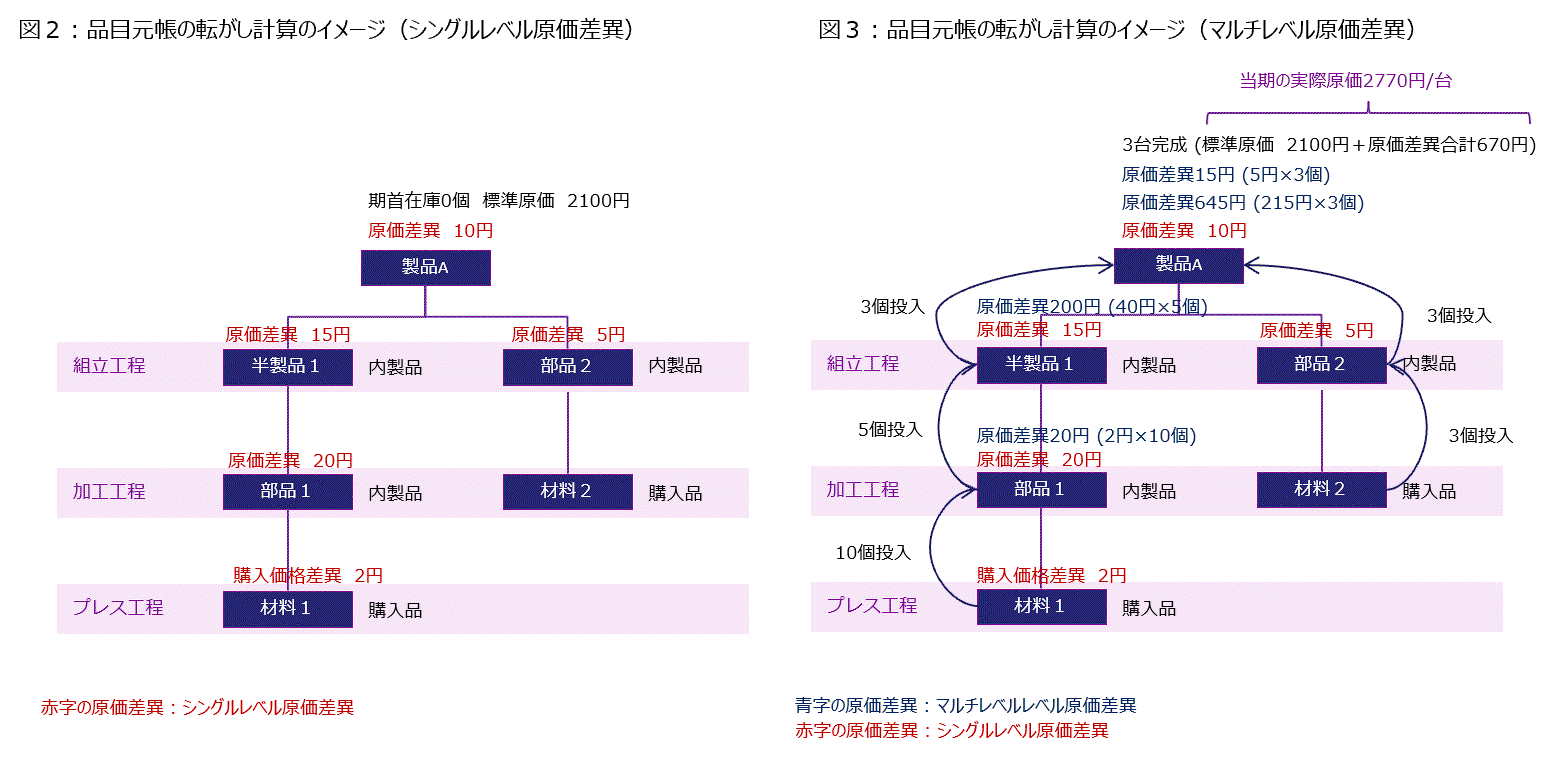 図２：品目元帳の転がし計算のイメージ（シングルレベル原価差異）
期首在庫0個 標準原価 2100円
原価差異 10円
製品A
原価差異 15円
原価差異 5円
組立工程
半製品１
内製品
部品２
内製品
原価差異 20円
加工工程
部品１
内製品
材料２
購入品
購入価格差異 2円
プレス工程
材料１
購入品
赤字の原価差異：シングルレベル原価差異
図３：品目元帳の転がし計算のイメージ（マルチレベル原価差異）
当期の実際原価2770円/台
3台完成 (標準原価 2100円＋原価差異合計670円)
原価差異15円 (5円×3個)
原価差異645円 (215円×3個)
原価差異 10円
製品A
3個投入
原価差異200円 (40円×5個)
3個投入
原価差異 15円
原価差異 5円
組立工程
半製品１
内製品
部品２
内製品
5個投入
原価差異20円 (2円×10個)
3個投入
原価差異 20円
加工工程
部品１
内製品
材料２
購入品
10個投入
購入価格差異 2円
プレス工程
材料１
購入品
青字の原価差異：マルチレベルレベル原価差異
赤字の原価差異：シングルレベル原価差異